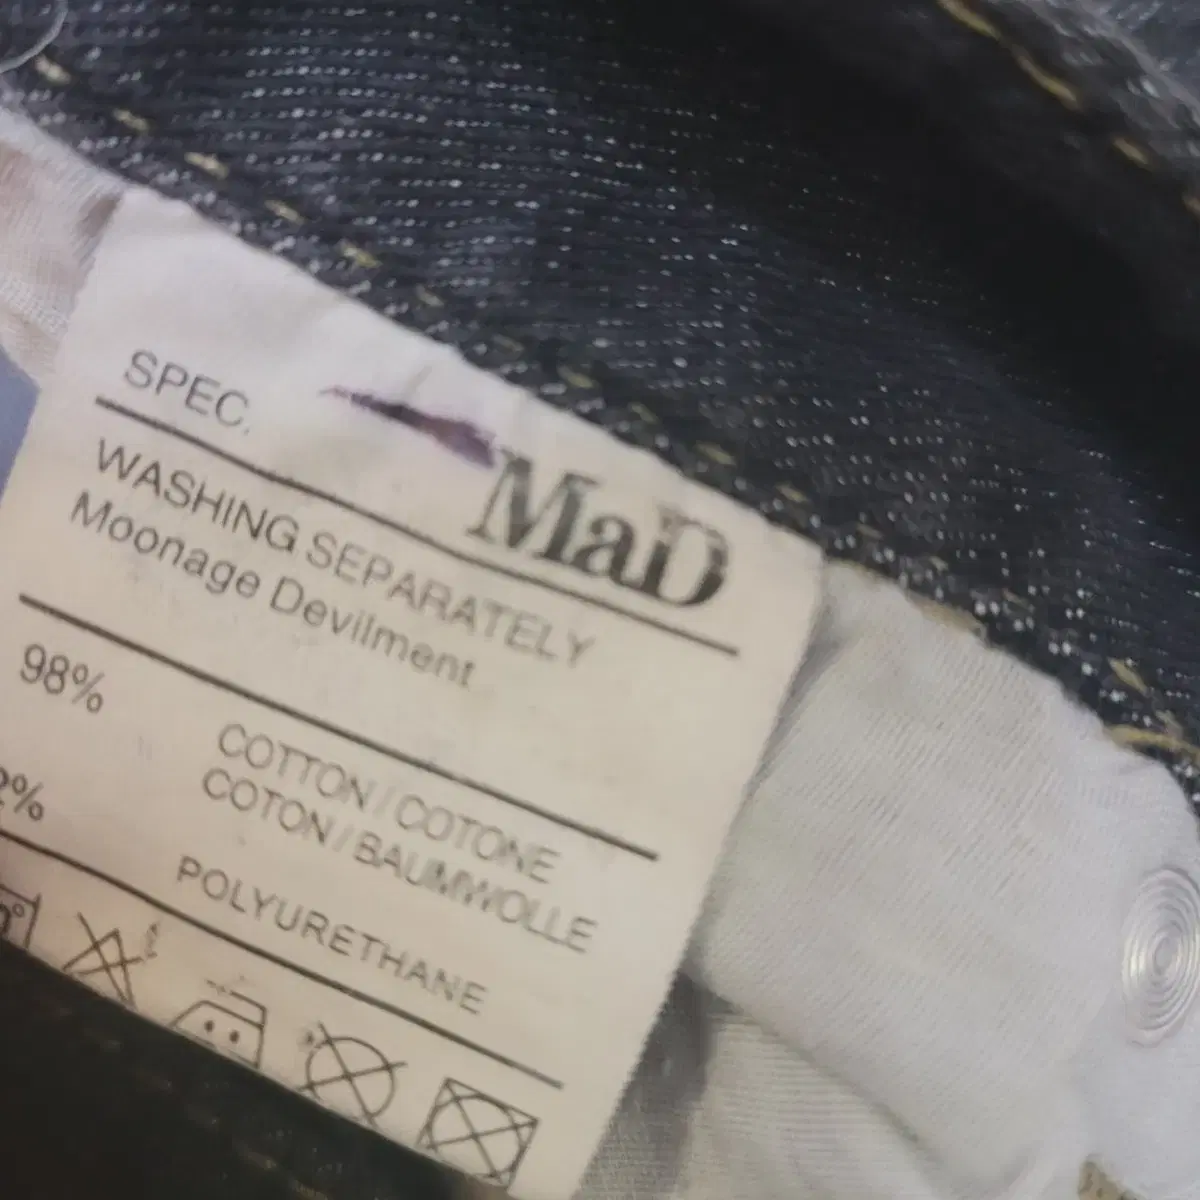 SPEC.
MaD
WASHING SEPARATELY
Moonage Devilment
98% COTTON / COTONE
COTON / BAUMWOLLE
2% POLYURETHANE